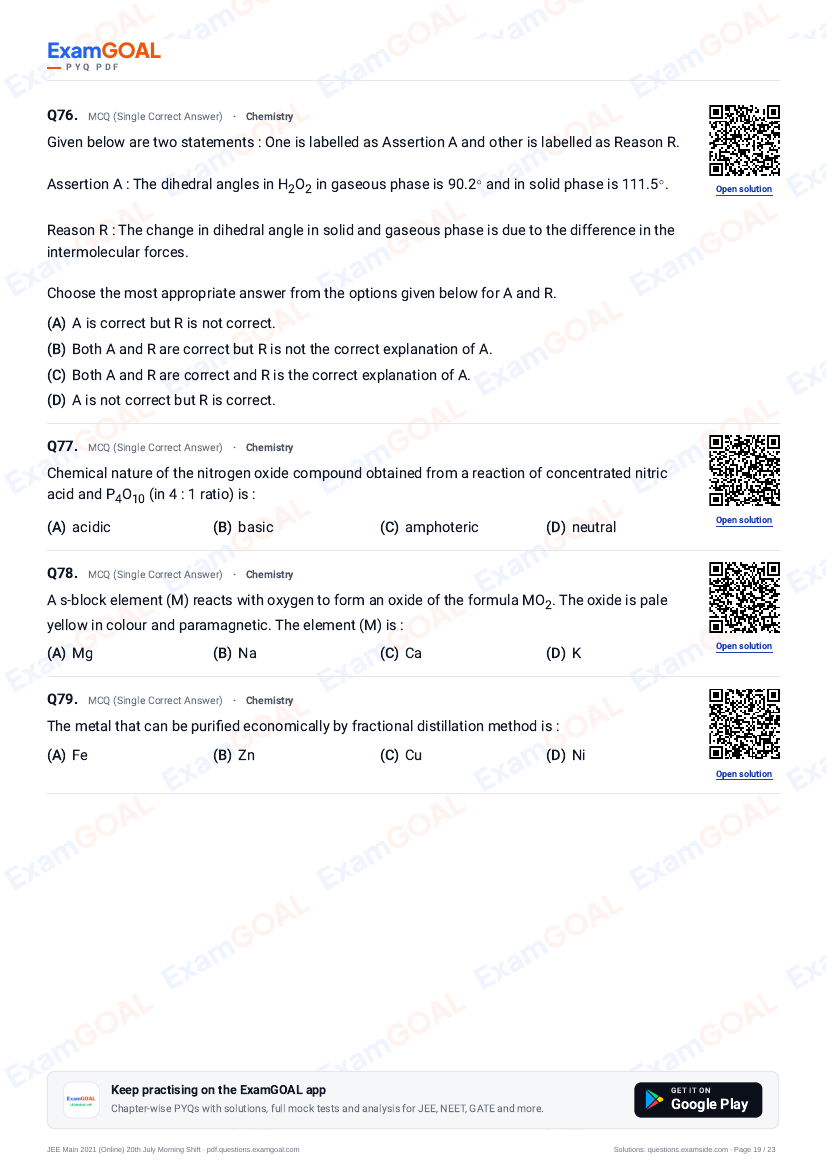 ExamGOAL
PYQ PDF
Q76. MCQ (Single Correct Answer) · Chemistry
Given below are two statements : One is labelled as Assertion A and other is labelled as Reason R.
Assertion A : The dihedral angles in H₂O₂ in gaseous phase is 90.2° and in solid phase is 111.5°.
Open solution
Reason R : The change in dihedral angle in solid and gaseous phase is due to the difference in the
intermolecular forces.
Choose the most appropriate answer from the options given below for A and R.
(A) A is correct but R is not correct.
(B) Both A and R are correct but R is not the correct explanation of A.
(C) Both A and R are correct and R is the correct explanation of A.
(D) A is not correct but R is correct.
Q77. MCQ (Single Correct Answer) · Chemistry
Chemical nature of the nitrogen oxide compound obtained from a reaction of concentrated nitric
acid and P₄O₁₀ (in 4 : 1 ratio) is :
(A) acidic (B) basic (C) amphoteric (D) neutral
Open solution
Q78. MCQ (Single Correct Answer) · Chemistry
A s-block element (M) reacts with oxygen to form an oxide of the formula MO₂. The oxide is pale
yellow in colour and paramagnetic. The element (M) is :
(A) Mg (B) Na (C) Ca (D) K
Open solution
Q79. MCQ (Single Correct Answer) · Chemistry
The metal that can be purified economically by fractional distillation method is :
(A) Fe (B) Zn (C) Cu (D) Ni
Open solution
ExamGOAL
Keep practising on the ExamGOAL app
Chapter-wise PYQs with solutions, full mock tests and analysis for JEE, NEET, GATE and more.
GET IT ON
Google Play
JEE Main 2021 (Online) 20th July Morning Shift · pdf.questions.examgoal.com
Solutions: questions.examside.com · Page 19 / 23